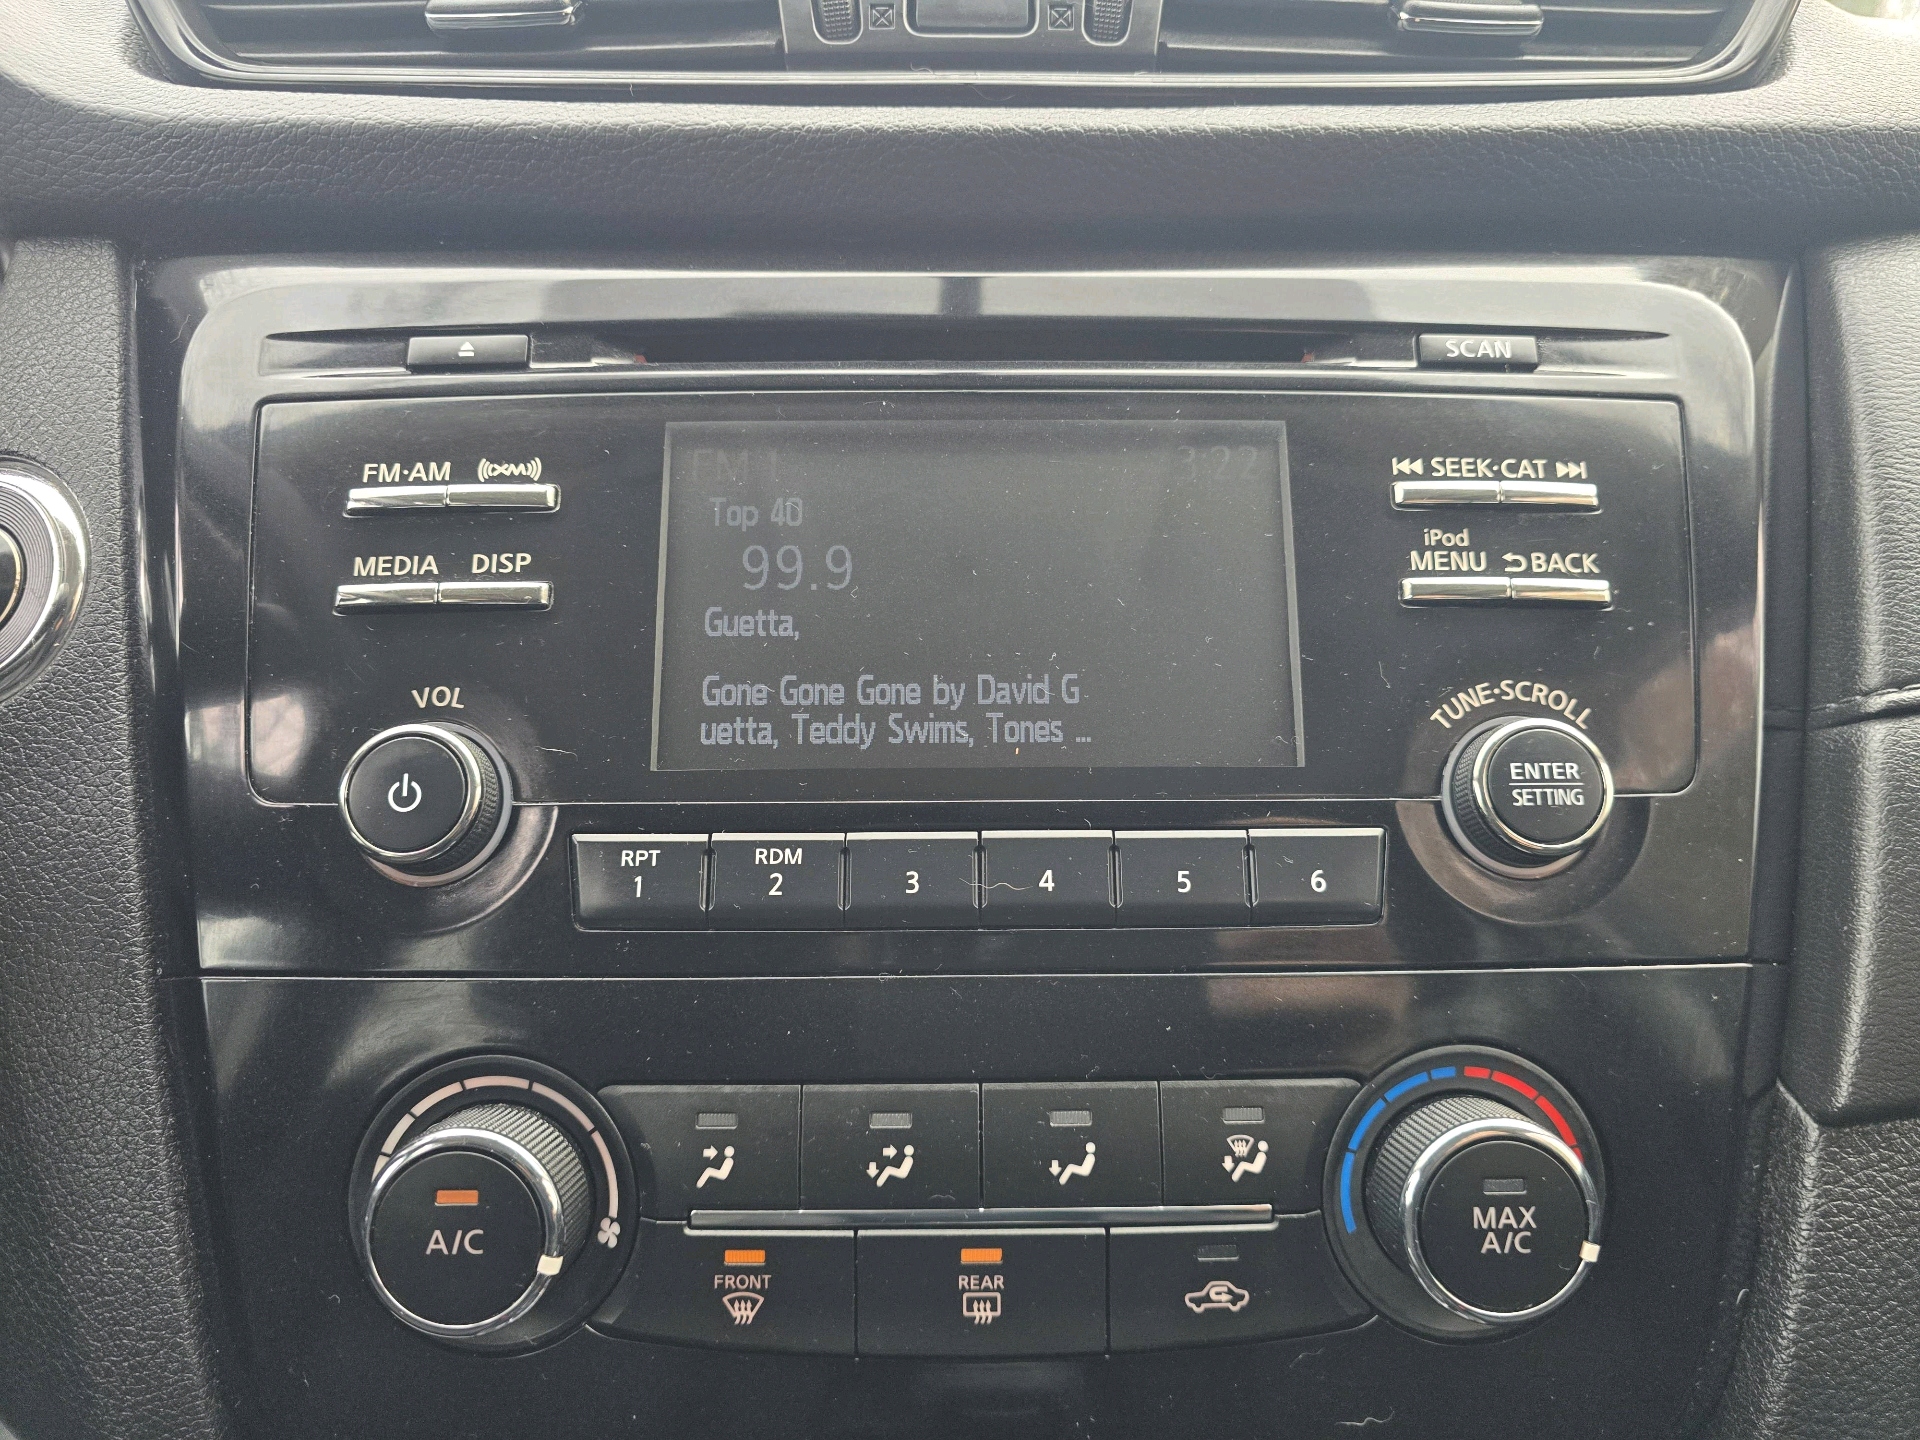 SCAN
FM·AM
XM
SEEK·CAT
FM 1
3:22
Top 40
iPod
MEDIA
DISP
99.9
MENU
BACK
Guetta,
VOL
Gone Gone Gone by David G
uetta, Teddy Swims, Tones ...
TUNE·SCROLL
ENTER
SETTING
RPT
1
RDM
2
3
4
5
6
A/C
MAX
A/C
FRONT
REAR